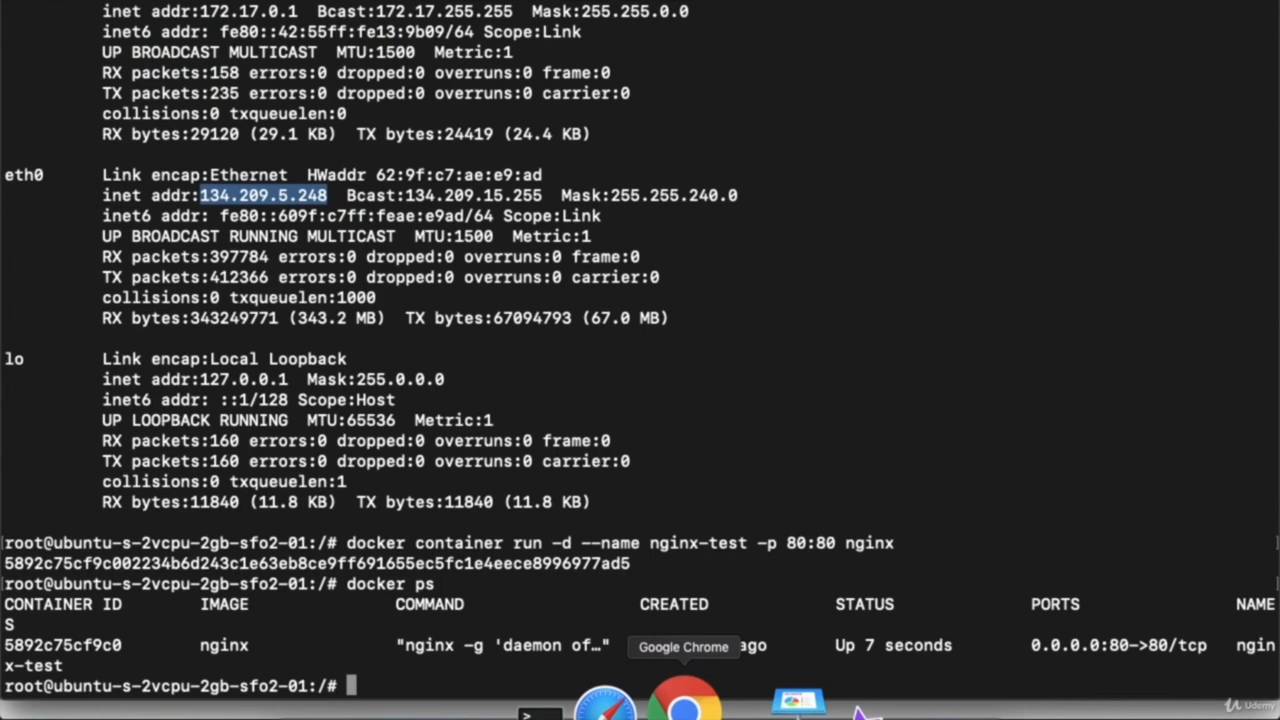 inet addr:172.17.0.1  Bcast:172.17.255.255  Mask:255.255.0.0
inet6 addr: fe80::42:55ff:fe13:9b09/64 Scope:Link
UP BROADCAST MULTICAST  MTU:1500  Metric:1
RX packets:158 errors:0 dropped:0 overruns:0 frame:0
TX packets:235 errors:0 dropped:0 overruns:0 carrier:0
collisions:0 txqueuelen:0
RX bytes:29120 (29.1 KB)  TX bytes:24419 (24.4 KB)
eth0 Link encap:Ethernet  HWaddr 62:9f:c7:ae:e9:ad
inet addr:134.209.5.248  Bcast:134.209.15.255  Mask:255.255.240.0
inet6 addr: fe80::609f:c7ff:feae:e9ad/64 Scope:Link
UP BROADCAST RUNNING MULTICAST  MTU:1500  Metric:1
RX packets:397784 errors:0 dropped:0 overruns:0 frame:0
TX packets:412366 errors:0 dropped:0 overruns:0 carrier:0
collisions:0 txqueuelen:1000
RX bytes:343249771 (343.2 MB)  TX bytes:67094793 (67.0 MB)
lo Link encap:Local Loopback
inet addr:127.0.0.1  Mask:255.0.0.0
inet6 addr: ::1/128 Scope:Host
UP LOOPBACK RUNNING  MTU:65536  Metric:1
RX packets:160 errors:0 dropped:0 overruns:0 frame:0
TX packets:160 errors:0 dropped:0 overruns:0 carrier:0
collisions:0 txqueuelen:1
RX bytes:11840 (11.8 KB)  TX bytes:11840 (11.8 KB)
[root@ubuntu-s-2vcpu-2gb-sfo2-01:/# docker container run -d --name nginx-test -p 80:80 nginx ]
5892c75cf9c002234b6d243c1e63eb8ce9ff691655ec5fc1e4eece8996977ad5
[root@ubuntu-s-2vcpu-2gb-sfo2-01:/# docker ps ]
CONTAINER ID IMAGE COMMAND CREATED STATUS PORTS NAME
S
5892c75cf9c0 nginx "nginx -g 'daemon of…" ago Up 7 seconds 0.0.0.0:80->80/tcp ngin
Google Chrome
x-test
root@ubuntu-s-2vcpu-2gb-sfo2-01:/#
Udemy